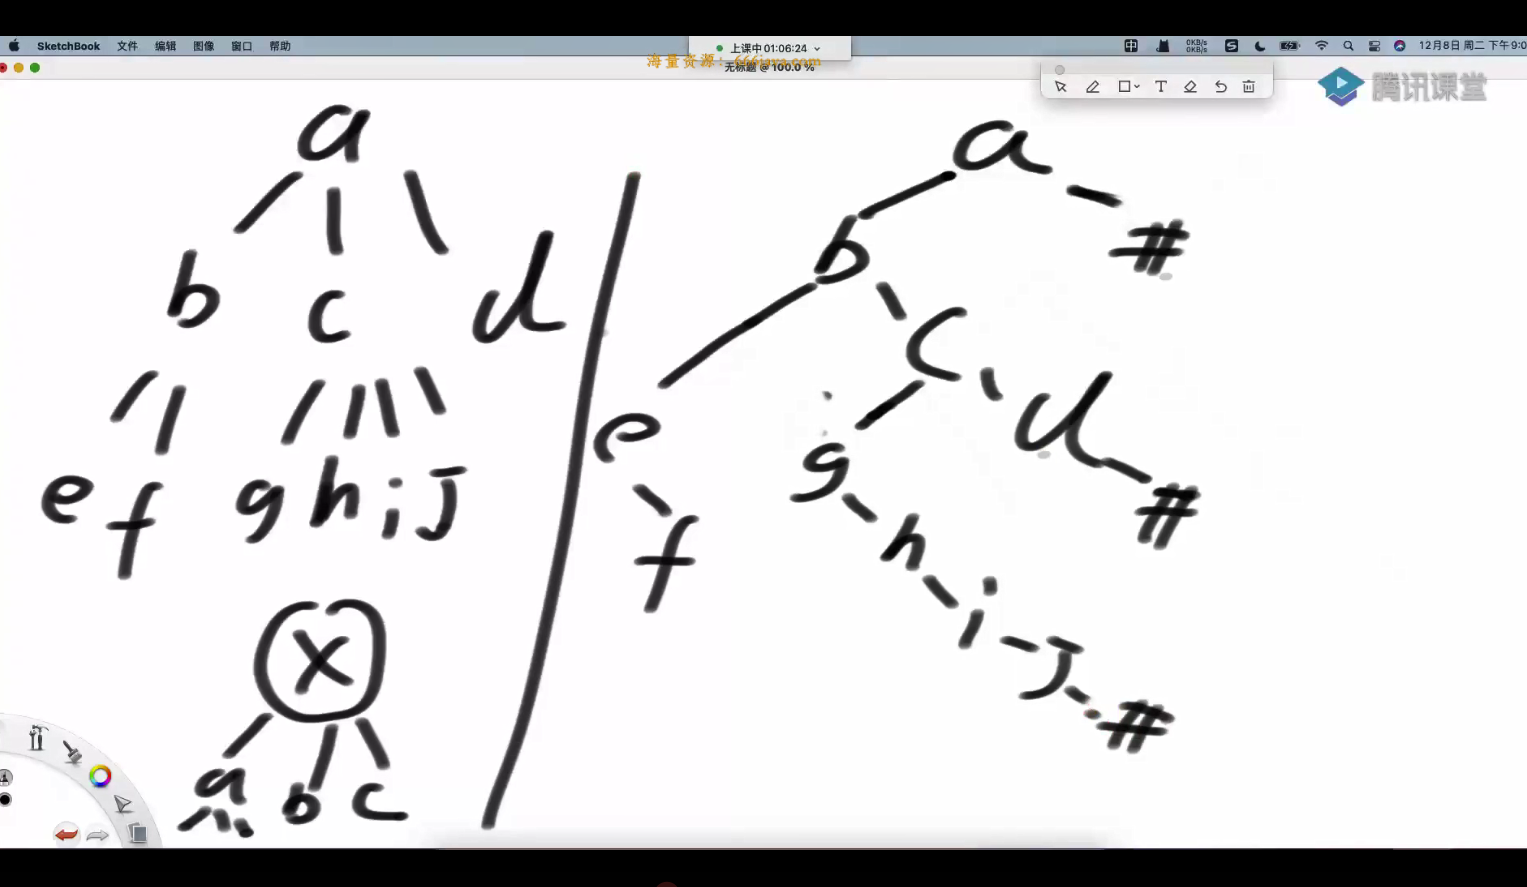 SketchBook 文件 编辑 图像 窗口 帮助
上课中 01:06:24
0KB/s
0KB/s
12月8日 周二 下午9:0
海量资源：666java.com
无标题 @ 100.0 %
T
腾讯课堂
a
b c d
e f g h i J
x
a b c
a
b #
c
e d
g #
f h
i
J
#